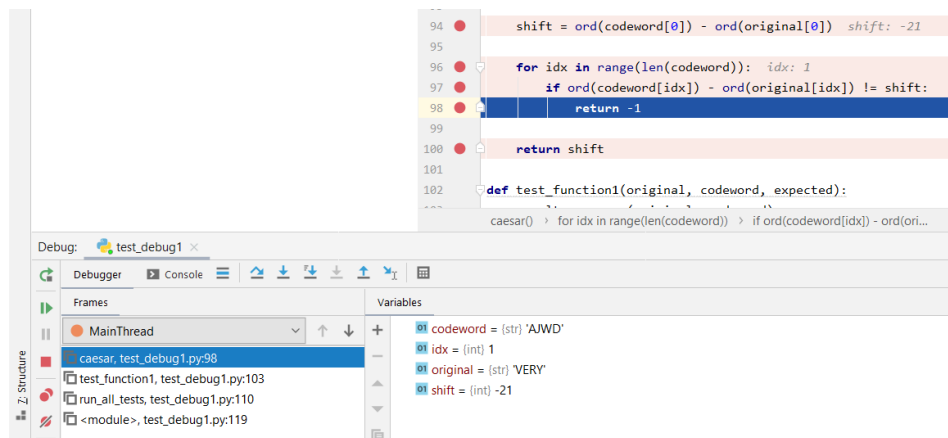 94 shift = ord(codeword[0]) - ord(original[0]) shift: -21
95
96 for idx in range(len(codeword)): idx: 1
97 if ord(codeword[idx]) - ord(original[idx]) != shift:
98 return -1
99
100 return shift
101
102 def test_function1(original, codeword, expected):
caesar() › for idx in range(len(codeword)) › if ord(codeword[idx]) - ord(ori...
Debug: test_debug1
Debugger Console
Frames Variables
MainThread
caesar, test_debug1.py:98
test_function1, test_debug1.py:103
run_all_tests, test_debug1.py:110
<module>, test_debug1.py:119
codeword = {str} 'AJWD'
idx = {int} 1
original = {str} 'VERY'
shift = {int} -21
Z: Structure